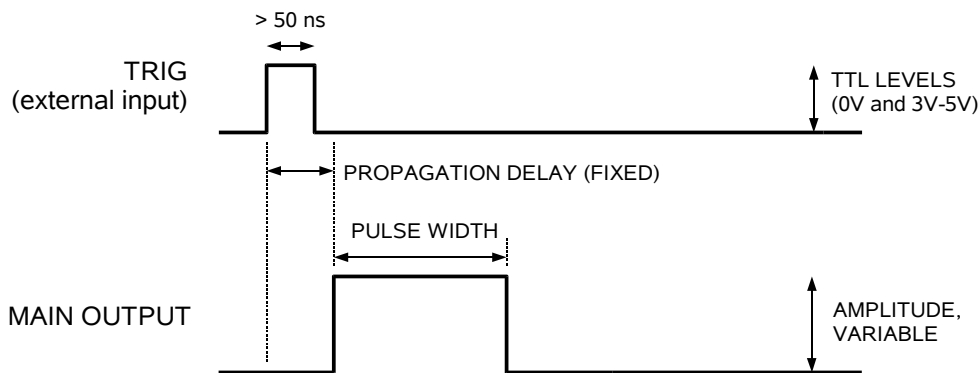 > 50 ns
TRIG
(external input)
TTL LEVELS
(0V and 3V-5V)
PROPAGATION DELAY (FIXED)
PULSE WIDTH
MAIN OUTPUT
AMPLITUDE,
VARIABLE